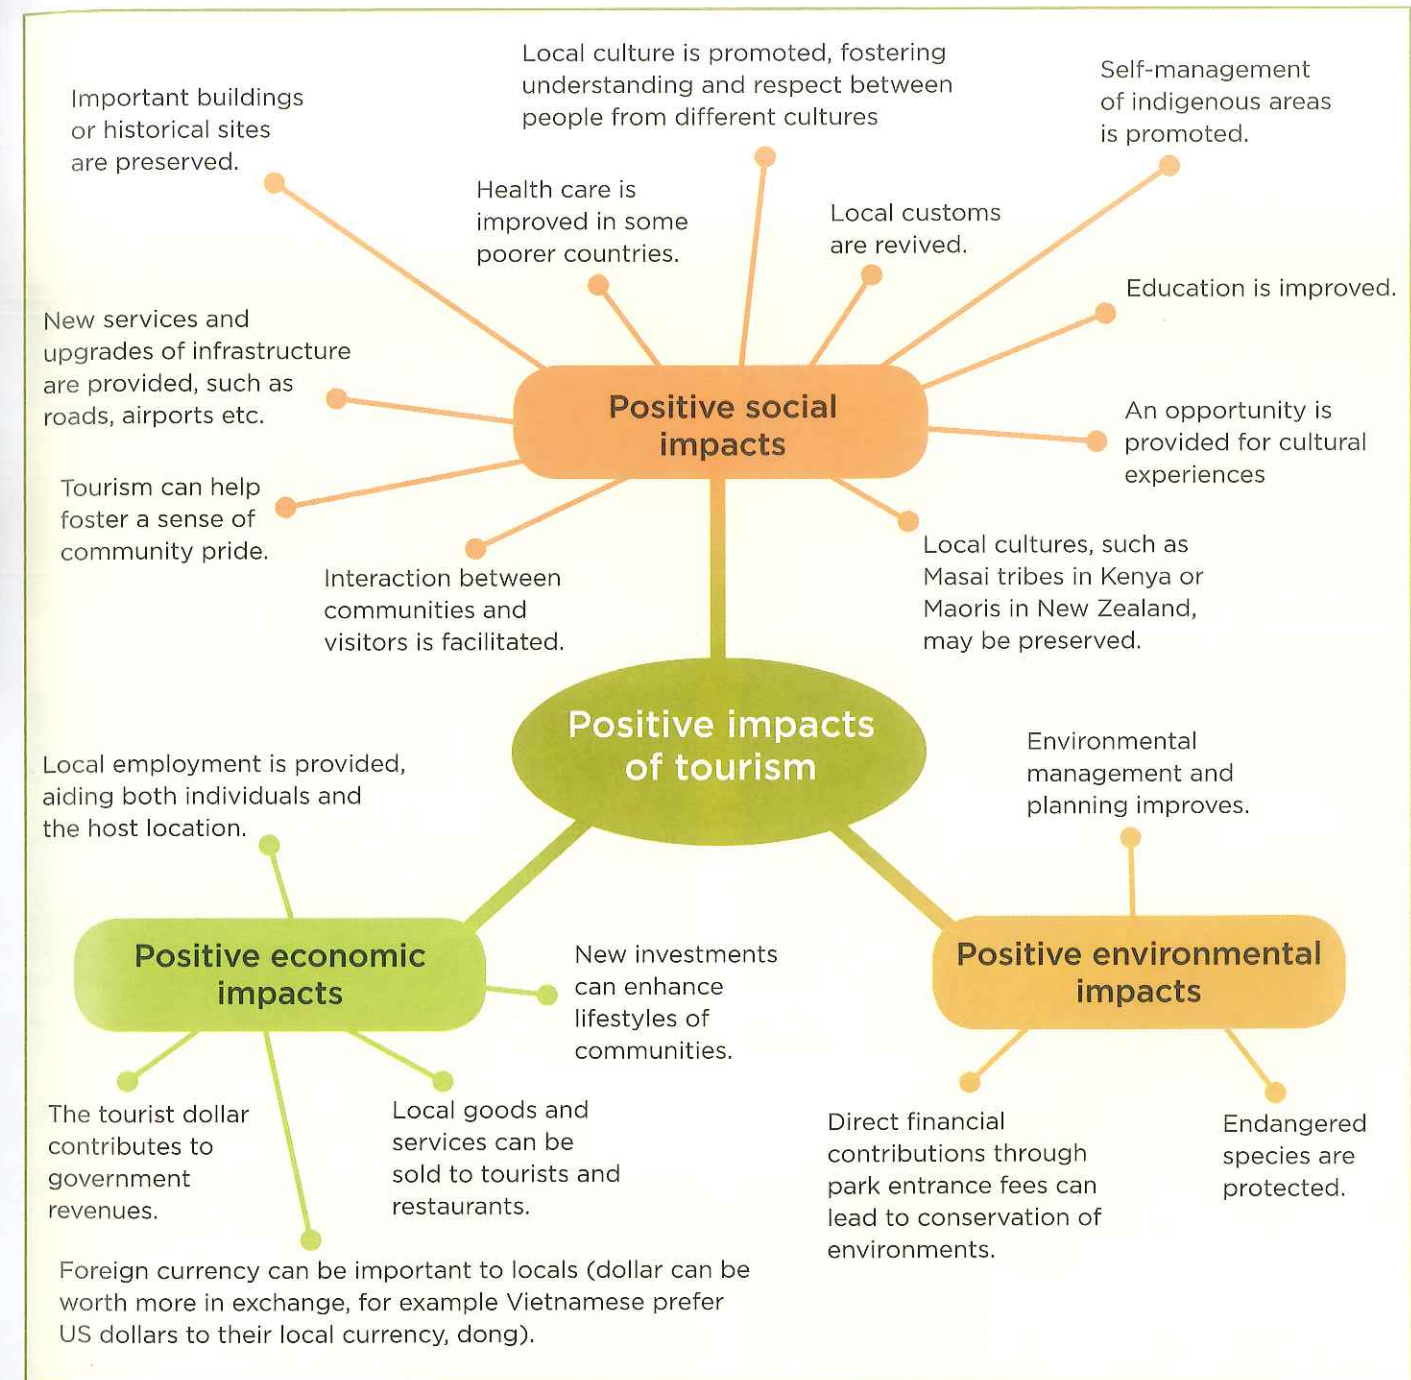 Important buildings
or historical sites
are preserved.
Local culture is promoted, fostering
understanding and respect between
people from different cultures
Self-management
of indigenous areas
is promoted.
Health care is
improved in some
poorer countries.
Local customs
are revived.
Education is improved.
New services and
upgrades of infrastructure
are provided, such as
roads, airports etc.
Positive social
impacts
An opportunity is
provided for cultural
experiences
Tourism can help
foster a sense of
community pride.
Interaction between
communities and
visitors is facilitated.
Local cultures, such as
Masai tribes in Kenya or
Maoris in New Zealand,
may be preserved.
Positive impacts
of tourism
Local employment is provided,
aiding both individuals and
the host location.
Environmental
management and
planning improves.
Positive economic
impacts
New investments
can enhance
lifestyles of
communities.
Positive environmental
impacts
The tourist dollar
contributes to
government
revenues.
Local goods and
services can be
sold to tourists and
restaurants.
Direct financial
contributions through
park entrance fees can
lead to conservation of
environments.
Endangered
species are
protected.
Foreign currency can be important to locals (dollar can be
worth more in exchange, for example Vietnamese prefer
US dollars to their local currency, dong).